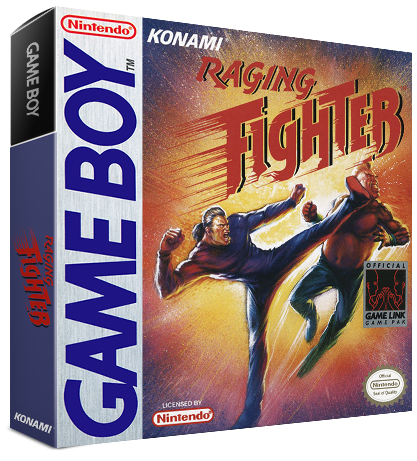 GAME BOY
RAGING
FIGHTER
KONAMI
Nintendo®
GAME BOY
TM
KONAMI®
RAGING
FIGHTER
OFFICIAL
GAME LINK
GAME PAK
LICENSED BY
Nintendo®
Official
Nintendo
Seal of Quality